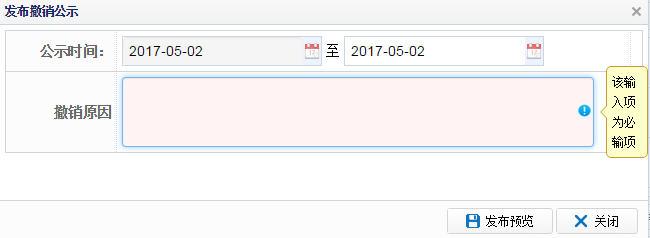 发布撤销公示
公示时间： 2017-05-02 至 2017-05-02
撤销原因
该输
入项
为必
输项
发布预览 关闭